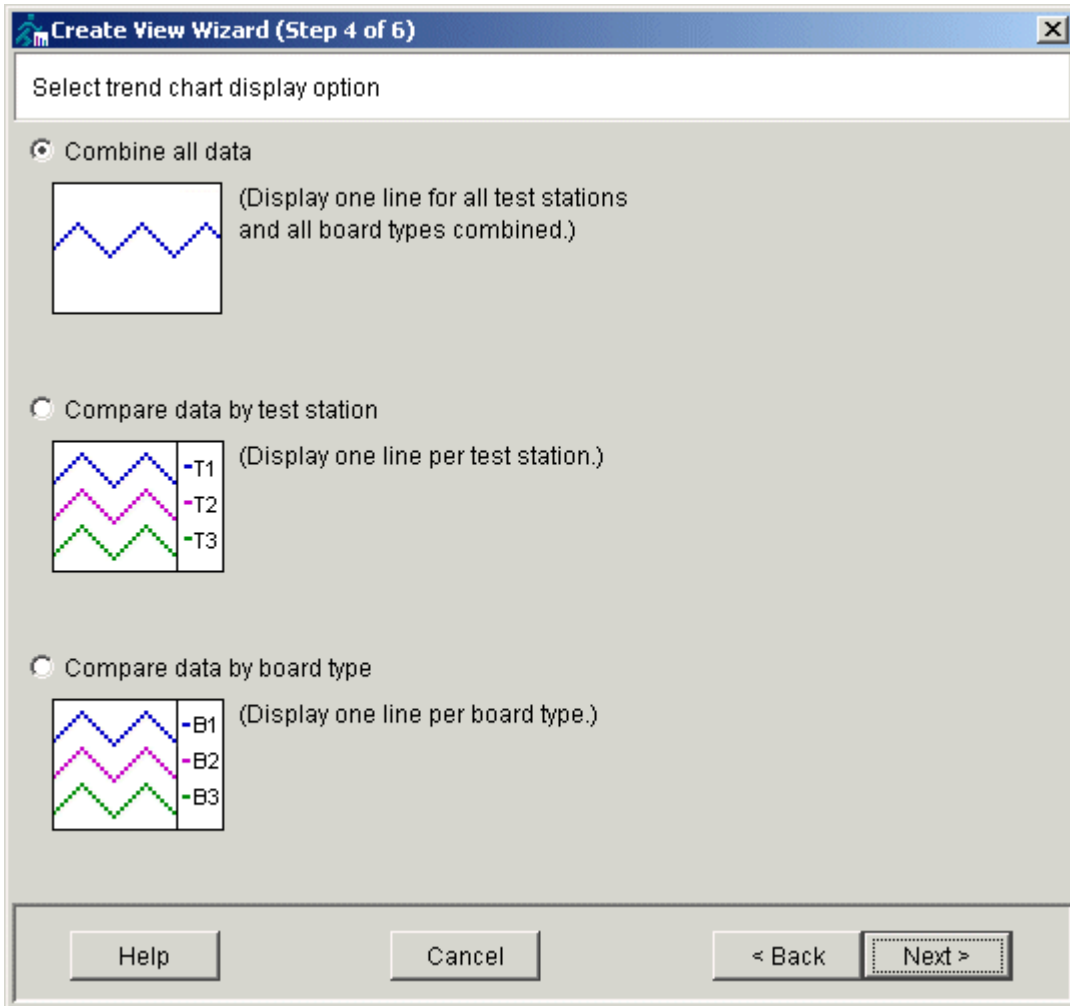 Create View Wizard (Step 4 of 6)
Select trend chart display option
Combine all data
(Display one line for all test stations
and all board types combined.)
Compare data by test station
(Display one line per test station.)
T1
T2
T3
Compare data by board type
(Display one line per board type.)
B1
B2
B3
Help
Cancel
< Back
Next >